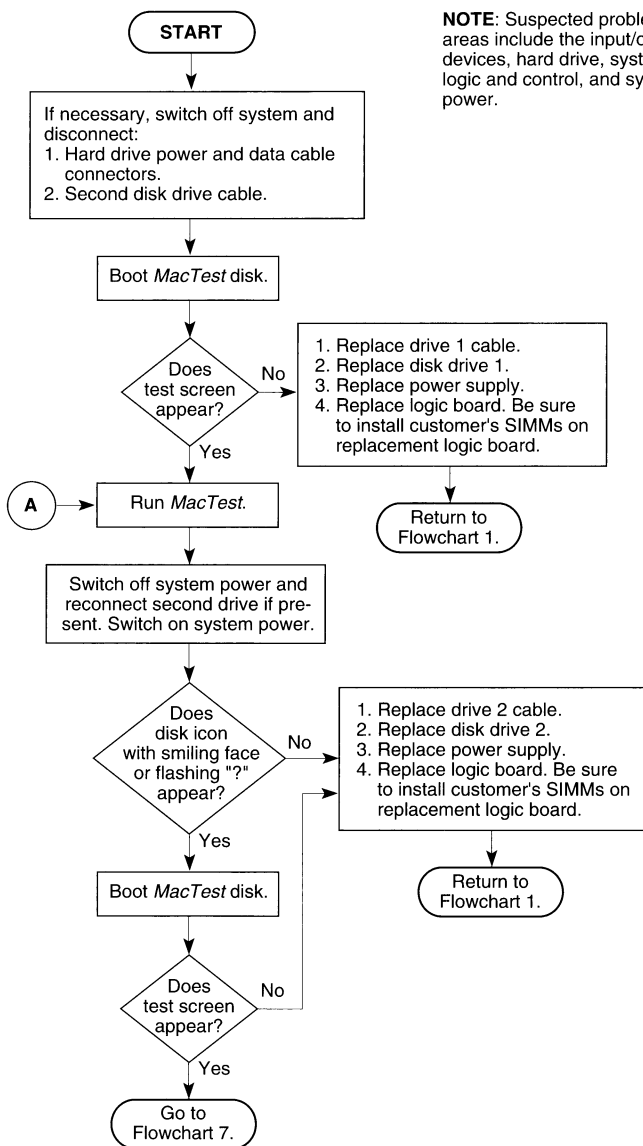 START
NOTE: Suspected proble
areas include the input/o
devices, hard drive, syst
logic and control, and sy
power.
If necessary, switch off system and
disconnect:
1. Hard drive power and data cable
connectors.
2. Second disk drive cable.
Boot MacTest disk.
Does
test screen
appear?
No
1. Replace drive 1 cable.
2. Replace disk drive 1.
3. Replace power supply.
4. Replace logic board. Be sure
to install customer's SIMMs on
replacement logic board.
Yes
Return to
Flowchart 1.
A
Run MacTest.
Switch off system power and
reconnect second drive if pre-
sent. Switch on system power.
Does
disk icon
with smiling face
or flashing "?"
appear?
No
1. Replace drive 2 cable.
2. Replace disk drive 2.
3. Replace power supply.
4. Replace logic board. Be sure
to install customer's SIMMs on
replacement logic board.
Yes
Return to
Flowchart 1.
Boot MacTest disk.
Does
test screen
appear?
No
Yes
Go to
Flowchart 7.